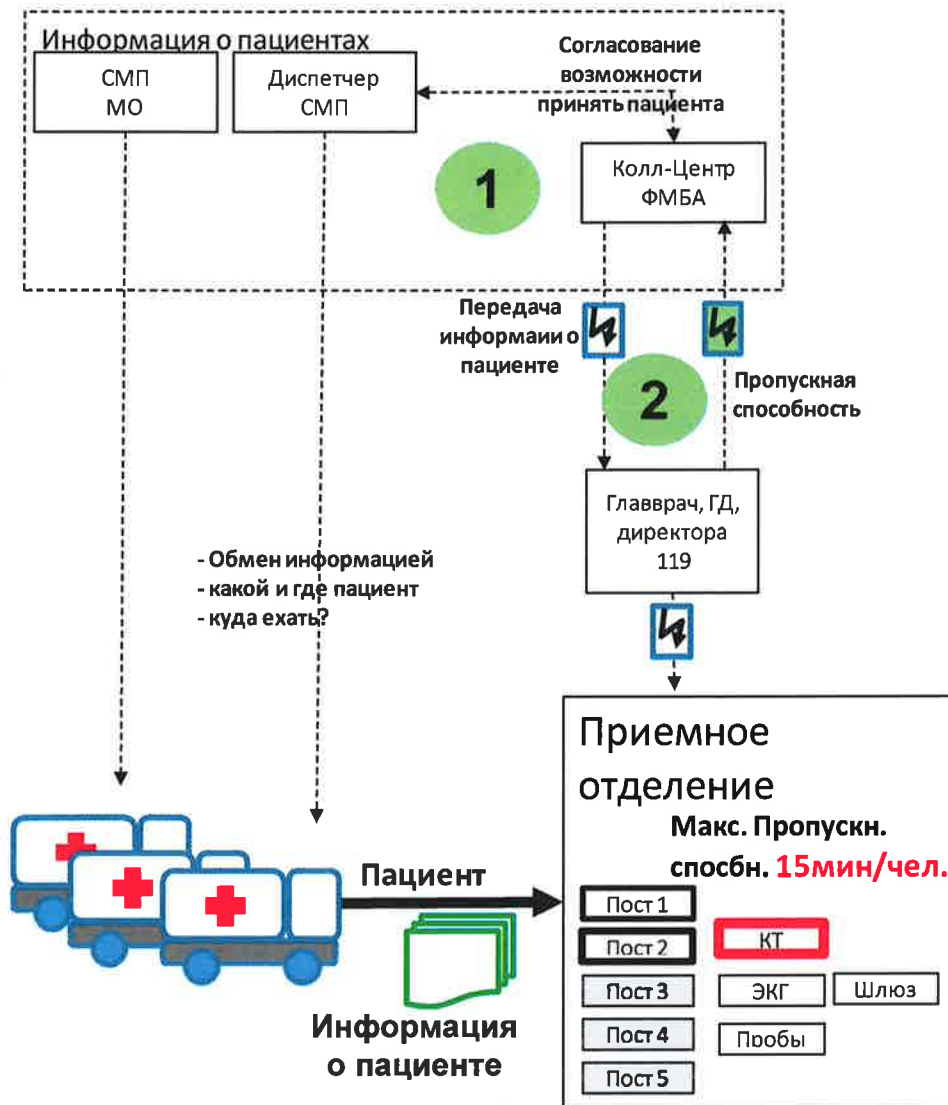 Информация о пациентах
СМП
МО
Диспетчер
СМП
Согласование
возможности
принять пациента
1
Колл-Центр
ФМБА
Передача
информаии о
пациенте
2
Пропускная
способность
Главврач, ГД,
директора
119
- Обмен информацией
- какой и где пациент
- куда ехать?
Приемное
отделение
Макс. Пропускн.
спосбн. 15мин/чел.
Пациент
Информация
о пациенте
Пост 1
Пост 2
КТ
Пост 3
ЭКГ
Шлюз
Пост 4
Пробы
Пост 5